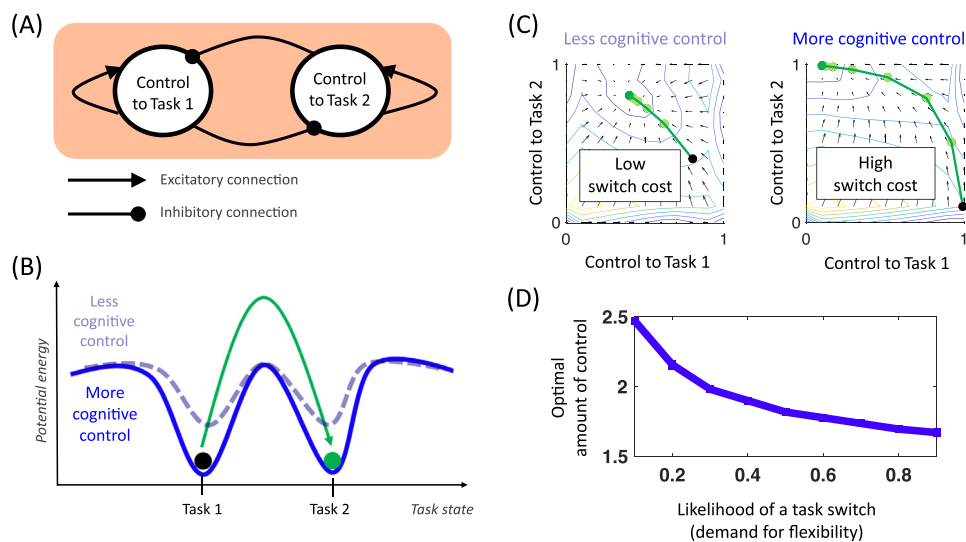 (A)
Control
to Task 1
Control
to Task 2
Excitatory connection
Inhibitory connection
(B)
Less
cognitive
control
More
cognitive
control
Potential energy
Task 1
Task 2
Task state
(C)
Less cognitive control
More cognitive control
Control to Task 2
1
0
0
1
Low
switch cost
Control to Task 1
Control to Task 2
1
0
0
1
High
switch cost
Control to Task 1
(D)
Optimal
amount of control
2.5
2
1.5
0.2
0.4
0.6
0.8
Likelihood of a task switch
(demand for flexibility)